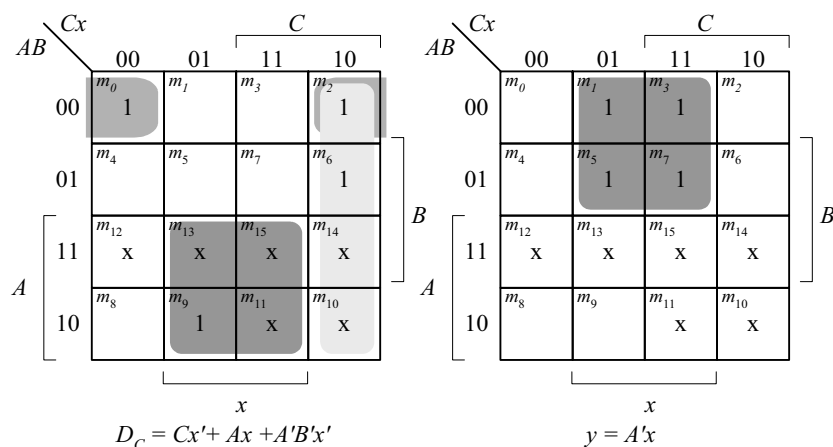 Cx C Cx C
AB 00 01 11 10 AB 00 01 11 10
m0 m1 m3 m2 m0 m1 m3 m2
00 1 1 00 1 1
m4 m5 m7 m6 m4 m5 m7 m6
01 1 01 1 1
B B
m12 m13 m15 m14 m12 m13 m15 m14
11 x x x x 11 x x x x
A A
m8 m9 m11 m10 m8 m9 m11 m10
10 1 x x 10 x x
x x
D_C = Cx' + Ax + A'B'x' y = A'x